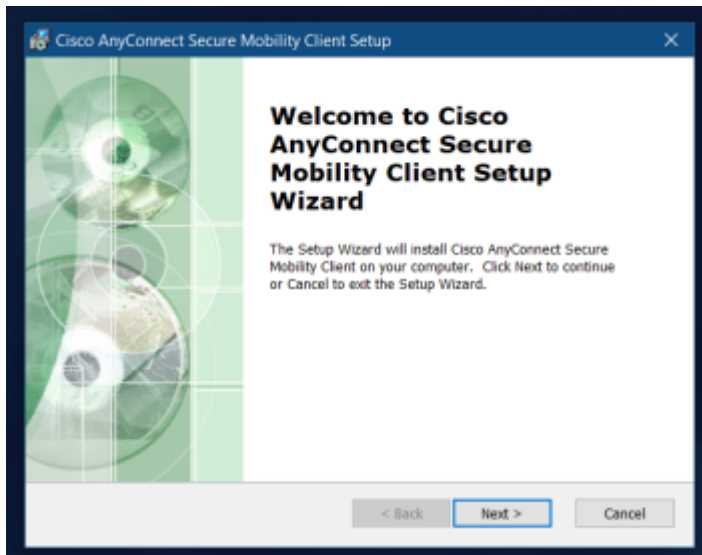 Cisco AnyConnect Secure Mobility Client Setup
Welcome to Cisco
AnyConnect Secure
Mobility Client Setup
Wizard
The Setup Wizard will install Cisco AnyConnect Secure
Mobility Client on your computer. Click Next to continue
or Cancel to exit the Setup Wizard.
< Back Next > Cancel